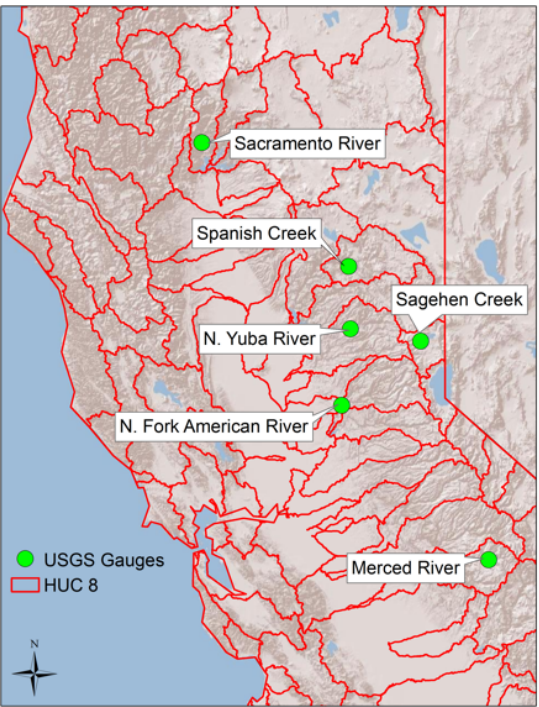 Sacramento River
Spanish Creek
Sagehen Creek
N. Yuba River
N. Fork American River
USGS Gauges
Merced River
HUC 8
N